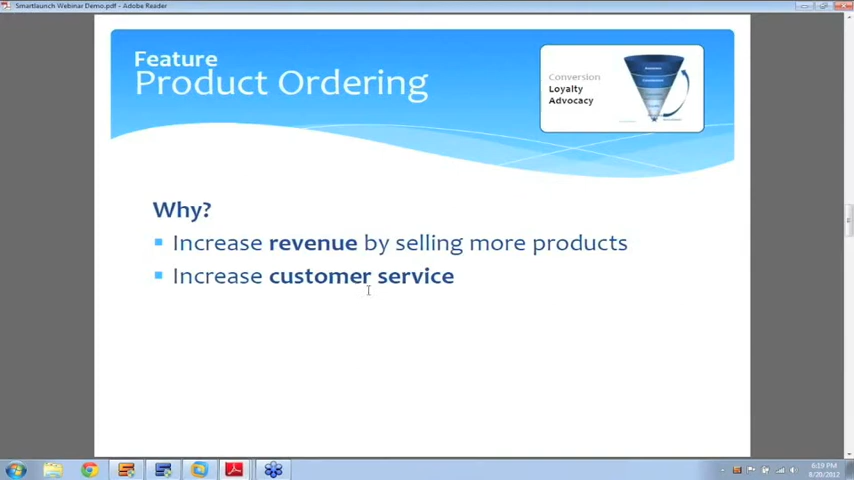 Smartlaunch Webinar Demo.pdf - Adobe Reader
Feature
Product Ordering
Conversion
Loyalty
Advocacy
Why?
Increase revenue by selling more products
Increase customer service
6:19 PM
8/20/2012